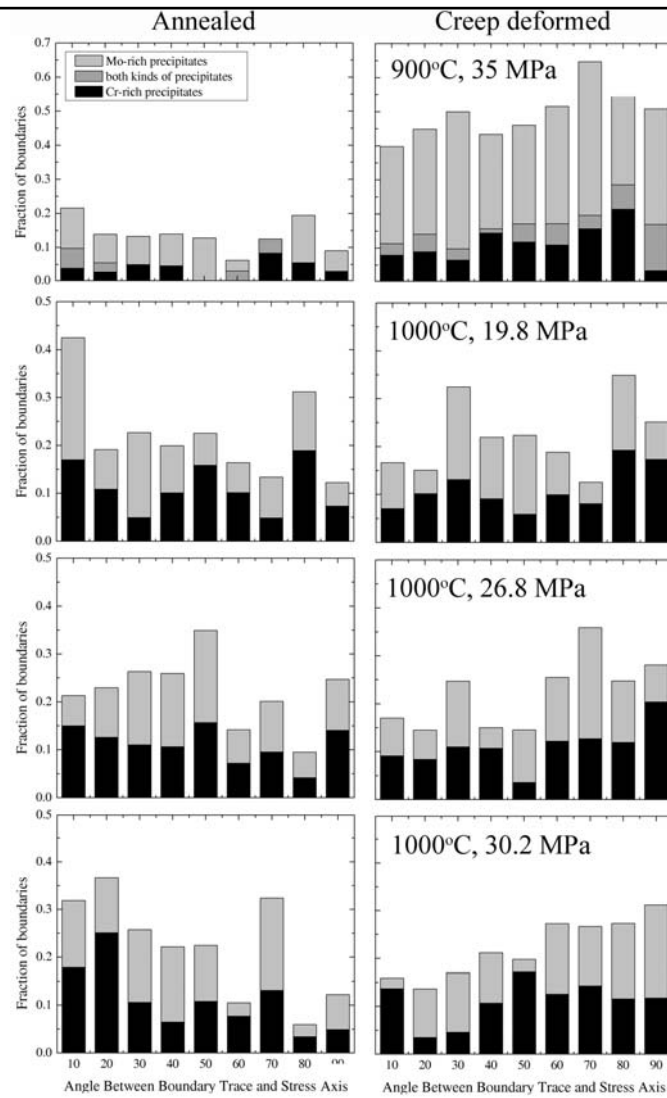 Annealed
Creep deformed
0.7
0.6
0.5
0.4
0.3
0.2
0.1
0.0
Fraction of boundaries
Mo-rich precipitates
both kinds of precipitates
Cr-rich precipitates
900°C, 35 MPa
0.5
0.4
0.3
0.2
0.1
Fraction of boundaries
1000°C, 19.8 MPa
0.5
0.4
0.3
0.2
0.1
0.0
Fraction of boundaries
1000°C, 26.8 MPa
0.5
0.4
0.3
0.2
0.1
0.0
Fraction of boundaries
1000°C, 30.2 MPa
10 20 30 40 50 60 70 80
10 20 30 40 50 60 70 80 90
Angle Between Boundary Trace and Stress Axis
Angle Between Boundary Trace and Stress Axis